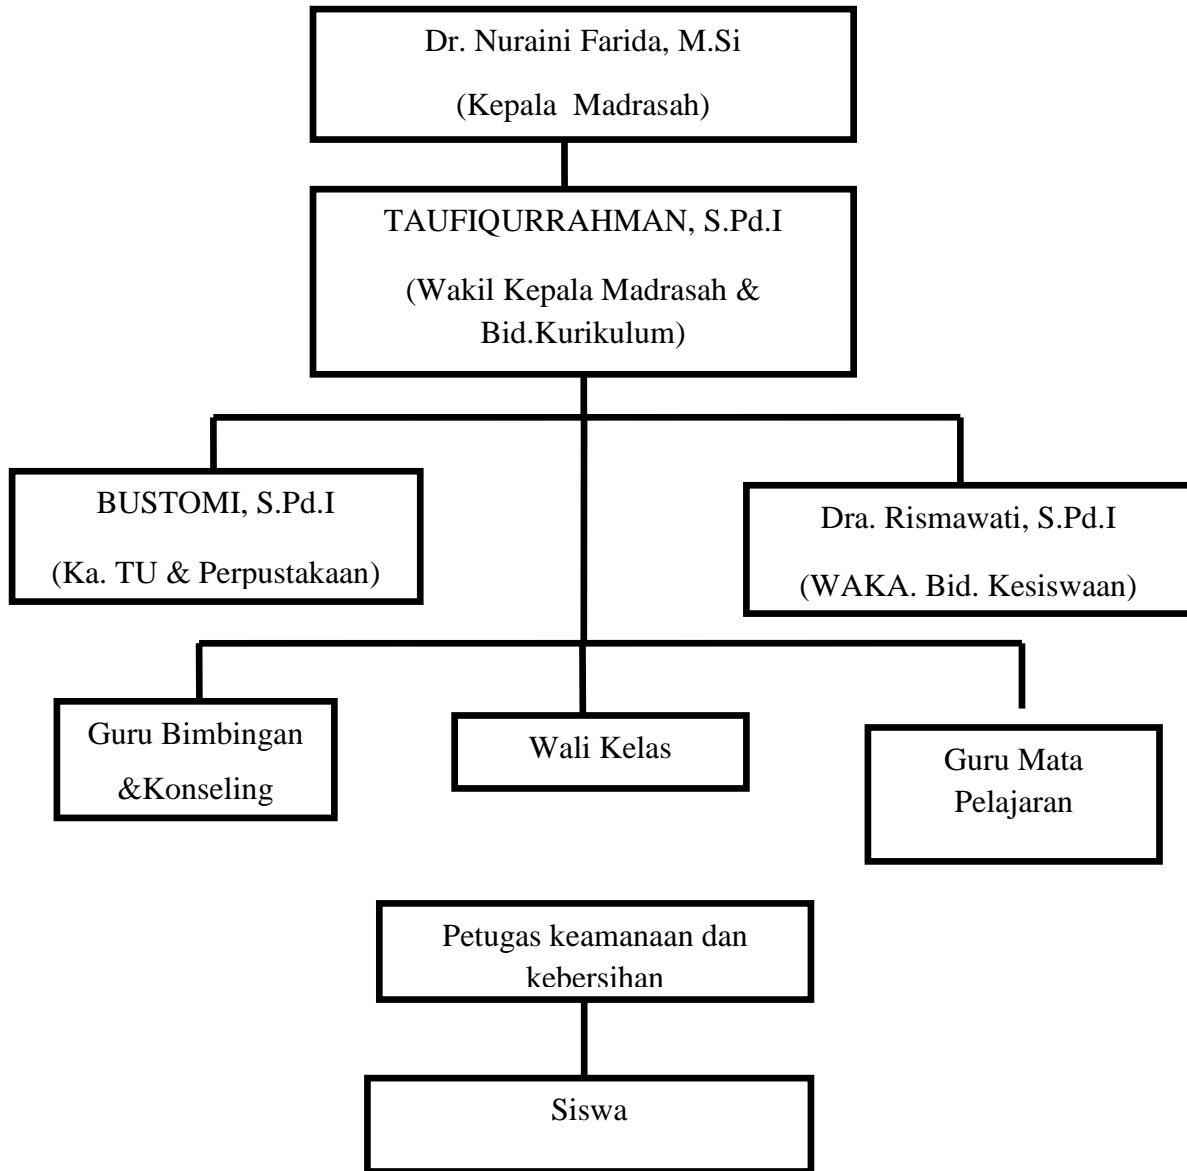 Dr. Nuraini Farida, M.Si
(Kepala  Madrasah)
TAUFIQURRAHMAN, S.Pd.I
(Wakil Kepala Madrasah &
Bid.Kurikulum)
BUSTOMI, S.Pd.I
(Ka. TU & Perpustakaan)
Dra. Rismawati, S.Pd.I
(WAKA. Bid. Kesiswaan)
Guru Bimbingan
&Konseling
Wali Kelas
Guru Mata
Pelajaran
Petugas keamanaan dan
kebersihan
Siswa